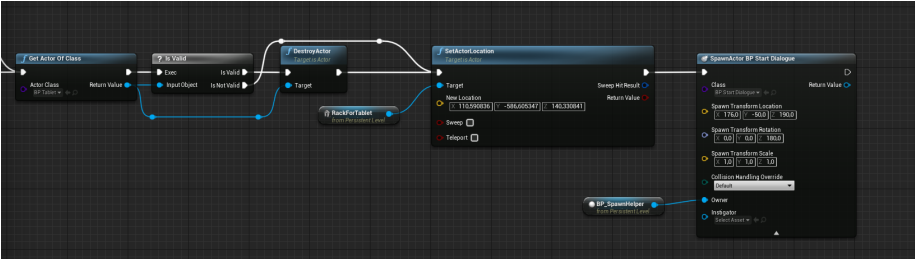 Get Actor Of Class
Actor Class
BP Tablet
Return Value
? Is Valid
Exec
Is Valid
Input Object
Is Not Valid
DestroyActor
Target is Actor
Target
RackForTablet
from Persistent Level
SetActorLocation
Target is Actor
Target
Sweep Hit Result
New Location
Return Value
X 110,590836 Y -586,605347 Z 140,330841
Sweep
Teleport
BP_SpawnHelper
from Persistent Level
SpawnActor BP Start Dialogue
Class
Return Value
BP Start Dialogue
Spawn Transform Location
X 176,0 Y -50,0 Z 190,0
Spawn Transform Rotation
X 0,0 Y 0,0 Z 180,0
Spawn Transform Scale
X 1,0 Y 1,0 Z 1,0
Collision Handling Override
Default
Owner
Instigator
Select Asset